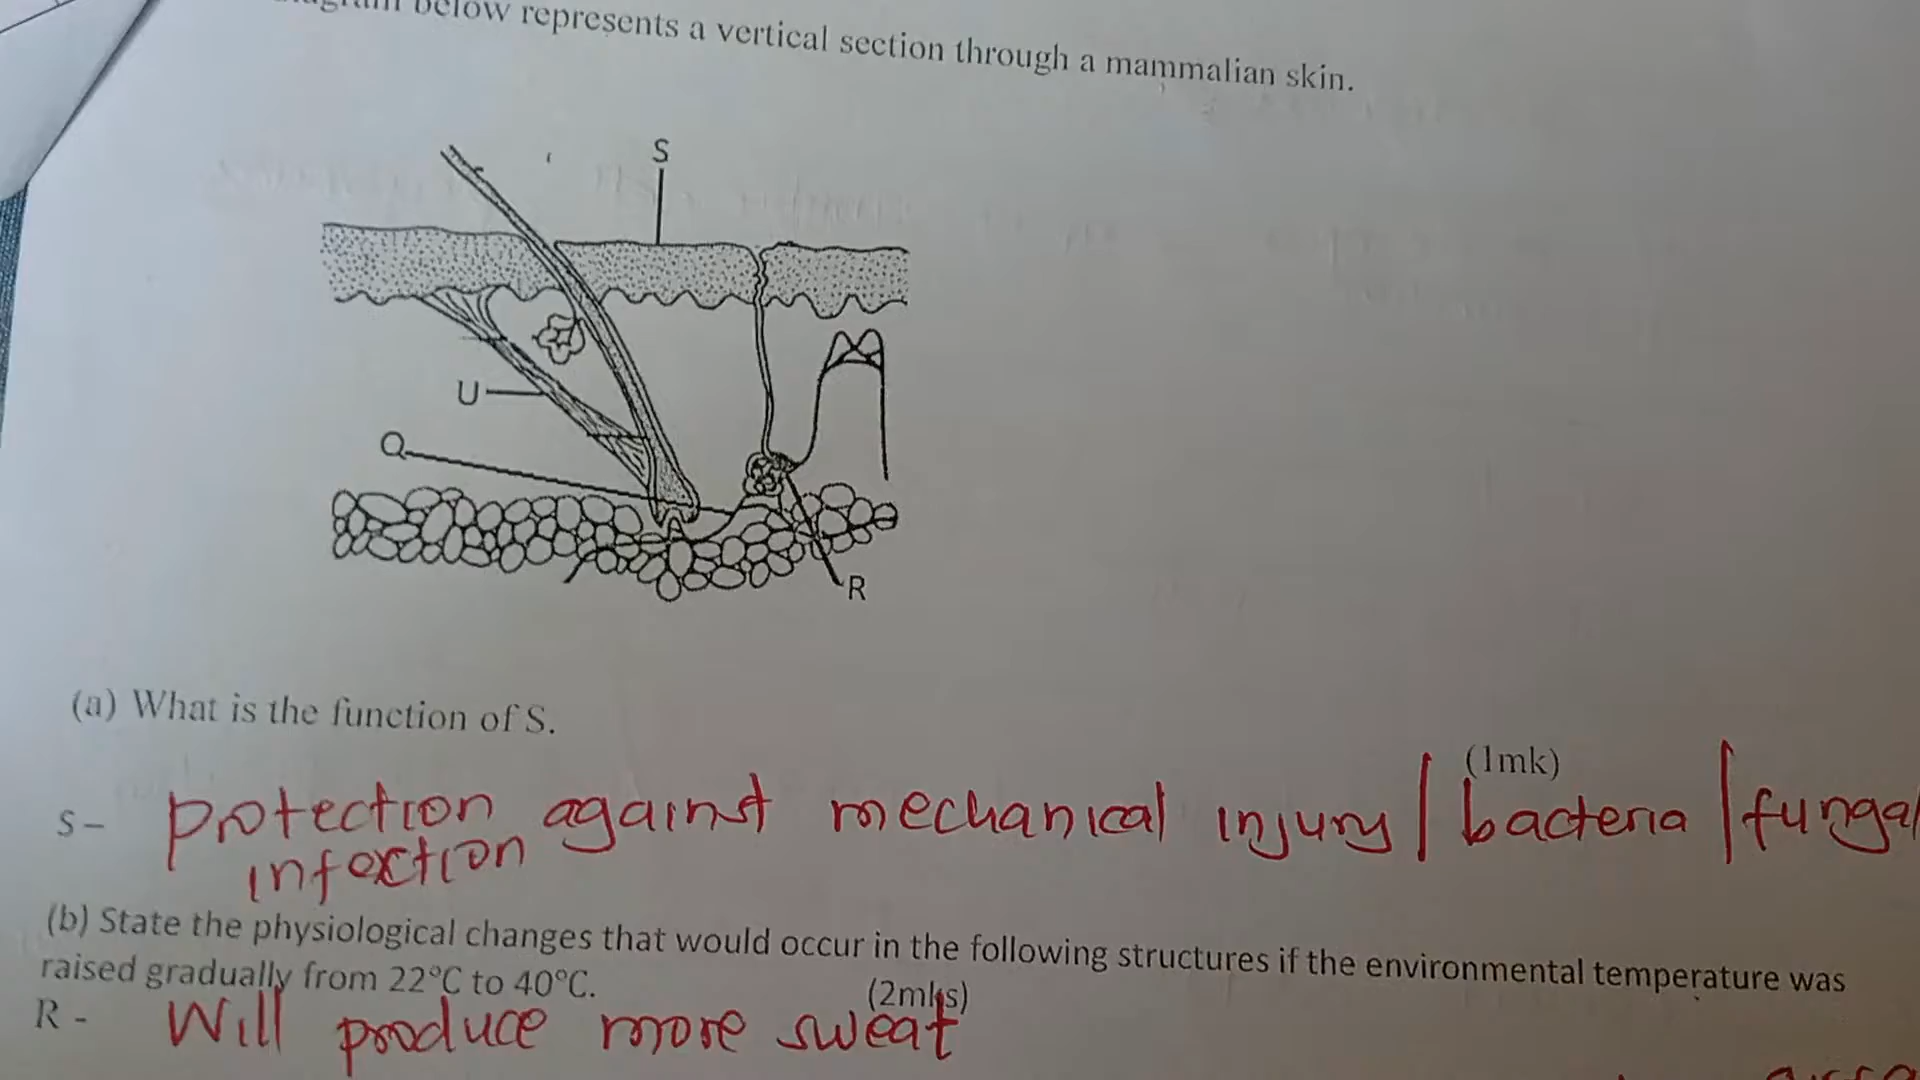 below represents a vertical section through a mammalian skin.
S
U
Q
R
(a) What is the function of S.
(1mk)
S- protection against mechanical injury / bacteria / fungal
infection
(b) State the physiological changes that would occur in the following structures if the environmental temperature was
raised gradually from 22°C to 40°C.
(2mks)
R - Will produce more sweat